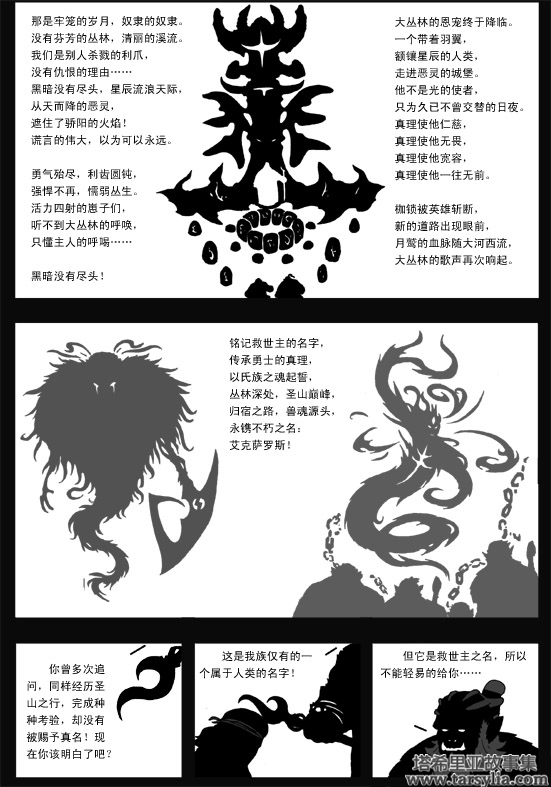 那是牢笼的岁月，奴隶的奴隶。
没有芬芳的丛林，清丽的溪流。
我们是别人杀戮的利爪，
没有仇恨的理由……
黑暗没有尽头，星辰流浪天际，
从天而降的恶灵，
遮住了骄阳的火焰！
谎言的伟大，以为可以永远。
勇气殆尽，利齿圆钝，
强悍不再，懦弱丛生。
活力四射的崽子们，
听不到大丛林的呼唤，
只懂主人的呼喝……
黑暗没有尽头！
大丛林的恩宠终于降临。
一个带着羽翼，
额镶星辰的人类，
走进恶灵的城堡。
他不是光的使者，
只为久已不曾交替的日夜。
真理使他仁慈，
真理使他无畏，
真理使他宽容，
真理使他一往无前。
枷锁被英雄斩断，
新的道路出现眼前，
月鹫的血脉随大河西流，
大丛林的歌声再次响起。
铭记救世主的名字，
传承勇士的真理，
以氏族之魂起誓，
丛林深处，圣山巅峰，
归宿之路，兽魂源头，
永镌不朽之名：
艾克萨罗斯！
你曾多次追
问，同样经历圣
山之行，完成种
种考验，却没有
被赐予真名！现
在你该明白了吧？
这是我族仅有的一
个属于人类的名字！
但它是救世主之名，所以
不能轻易的给你……
塔希里亚故事集
www.tarsylia.com